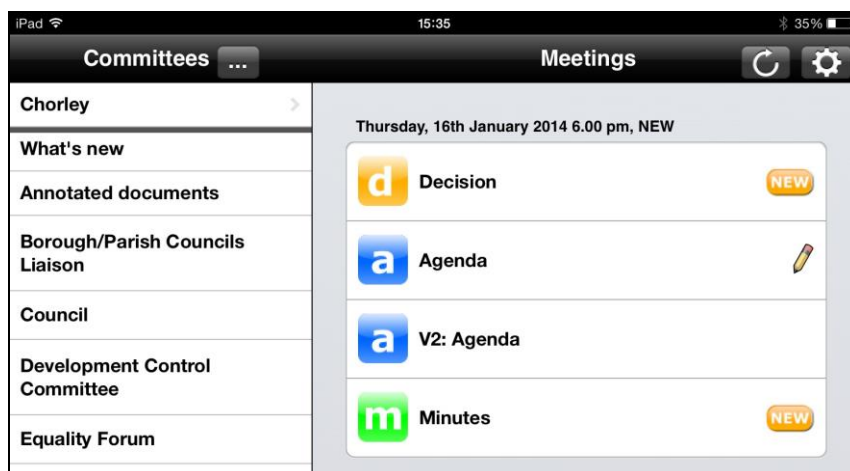 iPad 15:35 35%
Committees ... Meetings
Chorley
What's new
Annotated documents
Borough/Parish Councils
Liaison
Council
Development Control
Committee
Equality Forum
Thursday, 16th January 2014 6.00 pm, NEW
d Decision NEW
a Agenda
a V2: Agenda
m Minutes NEW